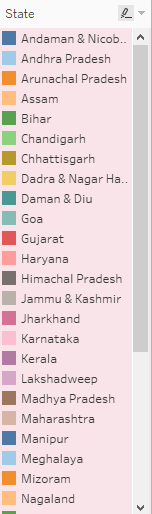 State
Andaman & Nicob..
Andhra Pradesh
Arunachal Pradesh
Assam
Bihar
Chandigarh
Chhattisgarh
Dadra & Nagar Ha..
Daman & Diu
Goa
Gujarat
Haryana
Himachal Pradesh
Jammu & Kashmir
Jharkhand
Karnataka
Kerala
Lakshadweep
Madhya Pradesh
Maharashtra
Manipur
Meghalaya
Mizoram
Nagaland